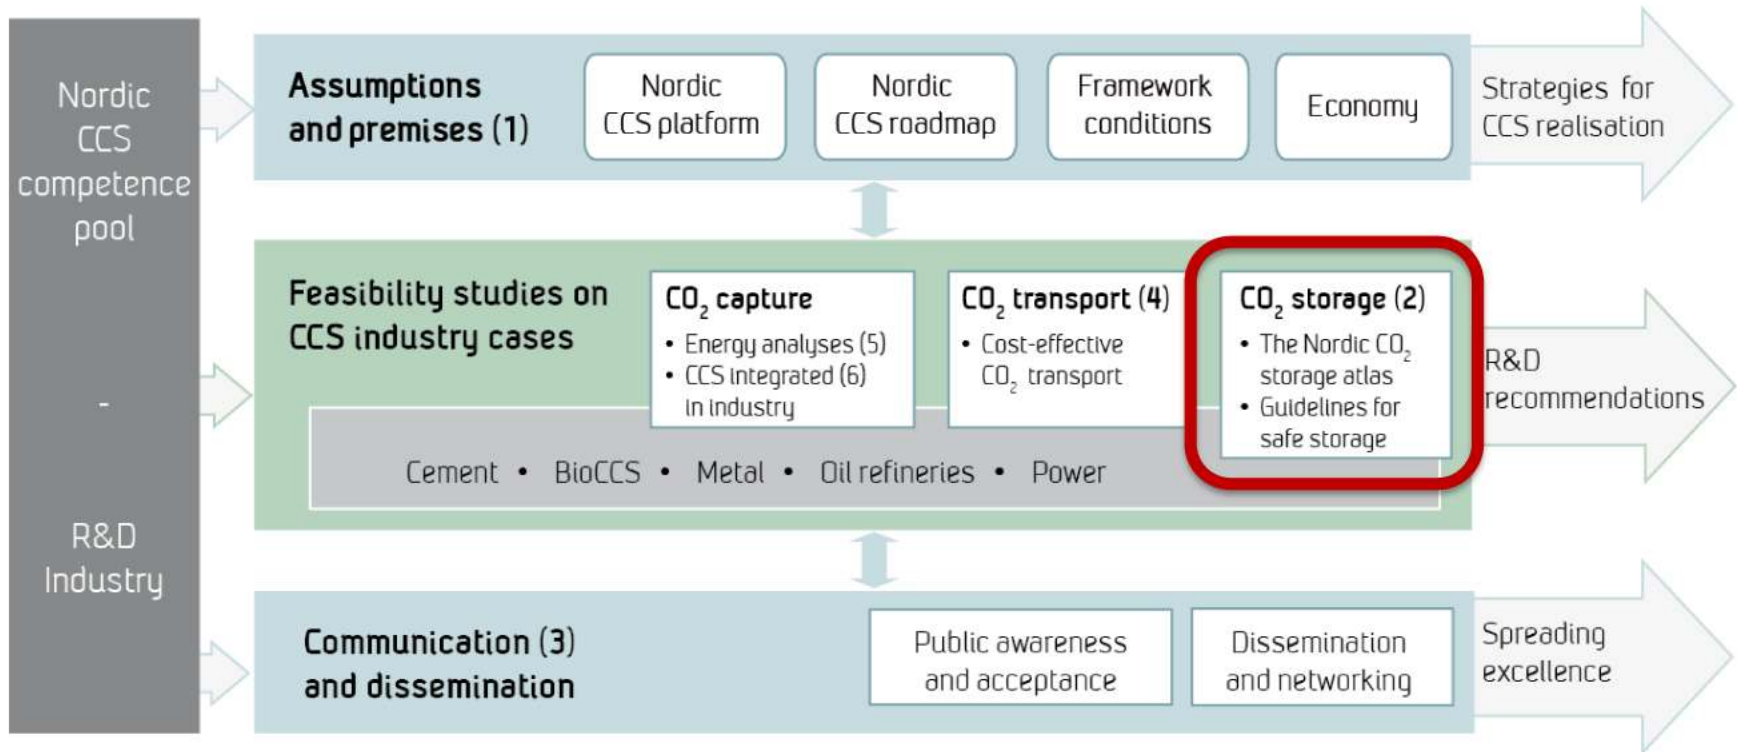 Nordic
CCS
competence
pool
-
R&D
Industry
Assumptions
and premises (1)
Nordic
CCS platform
Nordic
CCS roadmap
Framework
conditions
Economy
Strategies for
CCS realisation
Feasibility studies on
CCS industry cases
CO₂ capture
• Energy analyses (5)
• CCS integrated (6)
in industry
CO₂ transport (4)
• Cost-effective
CO₂ transport
CO₂ storage (2)
• The Nordic CO₂
storage atlas
• Guidelines for
safe storage
R&D
recommendations
Cement • BioCCS • Metal • Oil refineries • Power
Communication (3)
and dissemination
Public awareness
and acceptance
Dissemination
and networking
Spreading
excellence